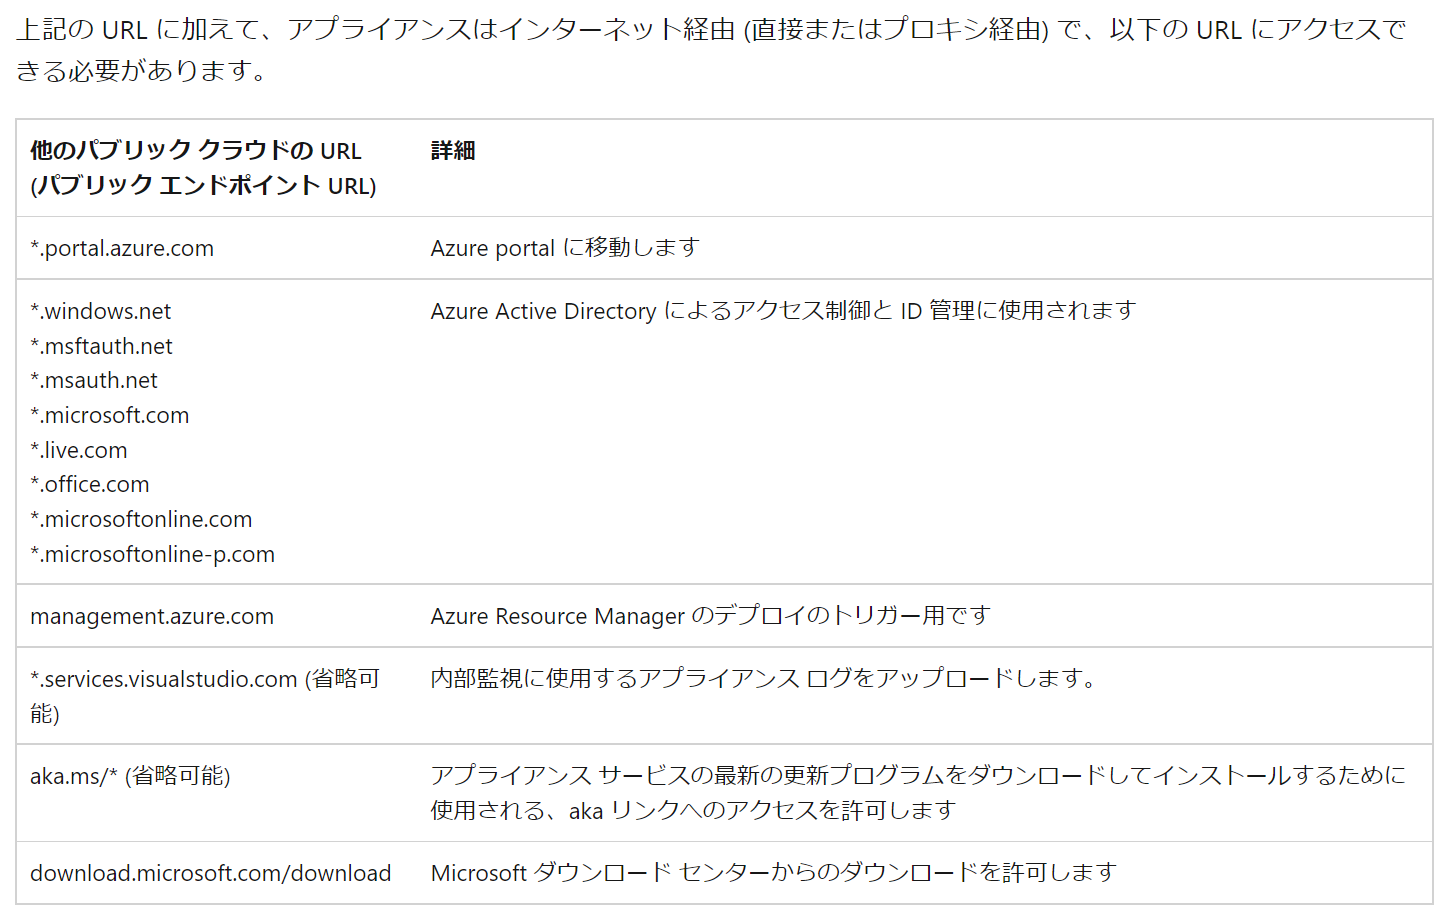 上記の URL に加えて、アプライアンスはインターネット経由 (直接またはプロキシ経由) で、以下の URL にアクセスで
きる必要があります。
他のパブリック クラウドの URL
(パブリック エンドポイント URL)
詳細
*.portal.azure.com
Azure portal に移動します
*.windows.net
*.msftauth.net
*.msauth.net
*.microsoft.com
*.live.com
*.office.com
*.microsoftonline.com
*.microsoftonline-p.com
Azure Active Directory によるアクセス制御と ID 管理に使用されます
management.azure.com
Azure Resource Manager のデプロイのトリガー用です
*.services.visualstudio.com (省略可
能)
内部監視に使用するアプライアンス ログをアップロードします。
aka.ms/* (省略可能)
アプライアンス サービスの最新の更新プログラムをダウンロードしてインストールするために
使用される、aka リンクへのアクセスを許可します
download.microsoft.com/download
Microsoft ダウンロード センターからのダウンロードを許可します